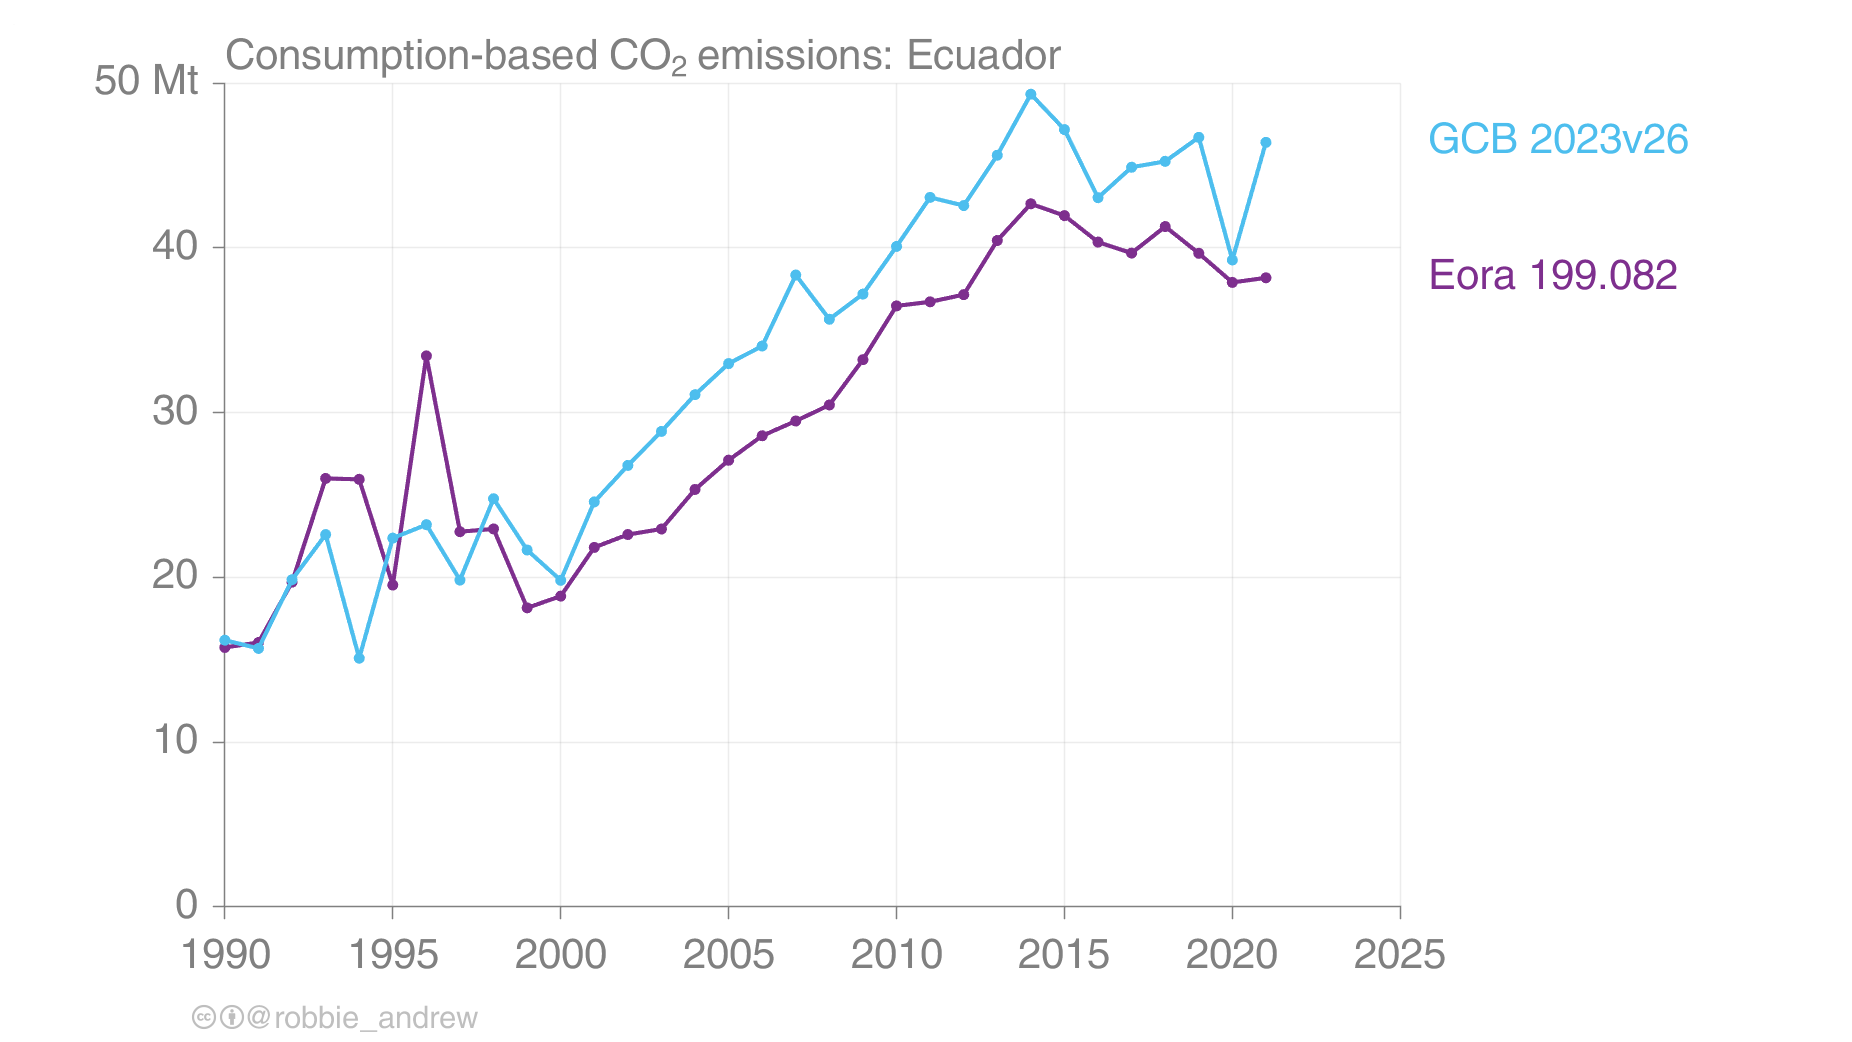 Consumption-based CO₂ emissions: Ecuador
50 Mt
40
30
20
10
0
1990 1995 2000 2005 2010 2015 2020 2025
GCB 2023v26
Eora 199.082
@robbie_andrew